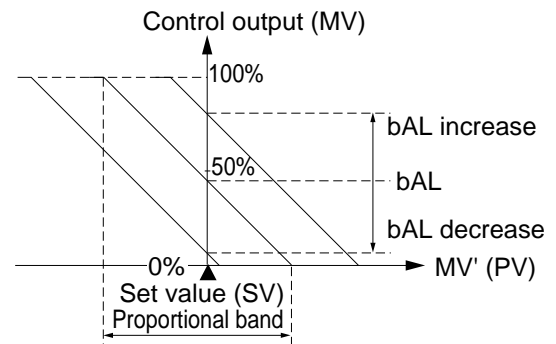 Control output (MV)
100%
bAL increase
50%
bAL
bAL decrease
0%
MV' (PV)
Set value (SV)
Proportional band